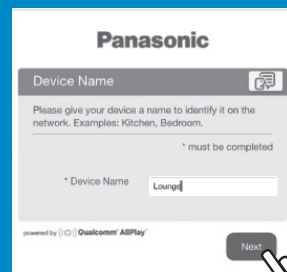 Panasonic
Device Name
Please give your device a name to identify it on the
network. Examples: Kitchen, Bedroom.
* must be completed
* Device Name
Lounge
powered by Qualcomm® AllPlay™
Next